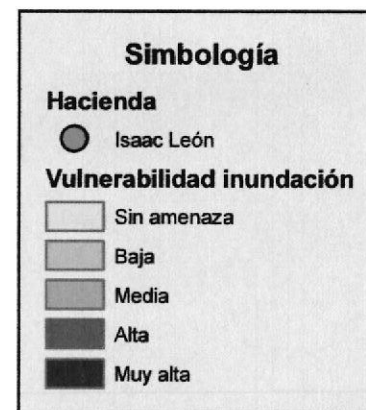 Simbología
Hacienda
Isaac León
Vulnerabilidad inundación
Sin amenaza
Baja
Media
Alta
Muy alta